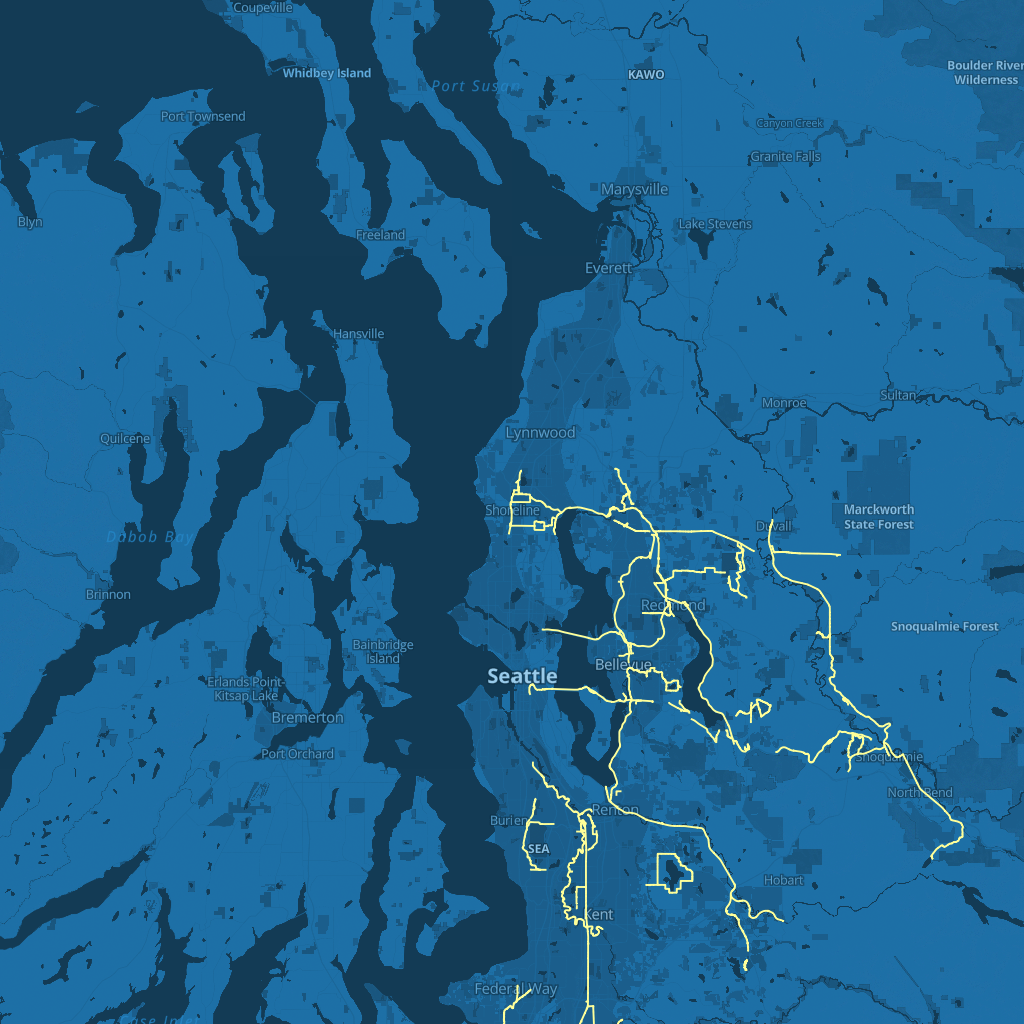 Coupeville
Whidbey Island
Port Susan
KAWO
Boulder River
Wilderness
Port Townsend
Canyon Creek
Granite Falls
Marysville
Blyn
Freeland
Lake Stevens
Everett
Hansville
Monroe
Sultan
Quilcene
Lynnwood
Shoreline
Marckworth
State Forest
Duvall
Dabob Bay
Brinnon
Redmond
Snoqualmie Forest
Bainbridge
Island
Bellevue
Seattle
Erlands Point-
Kitsap Lake
Bremerton
Port Orchard
Snoqualmie
North Bend
Renton
Burien
SEA
Hobart
Kent
Federal Way
Case Inlet